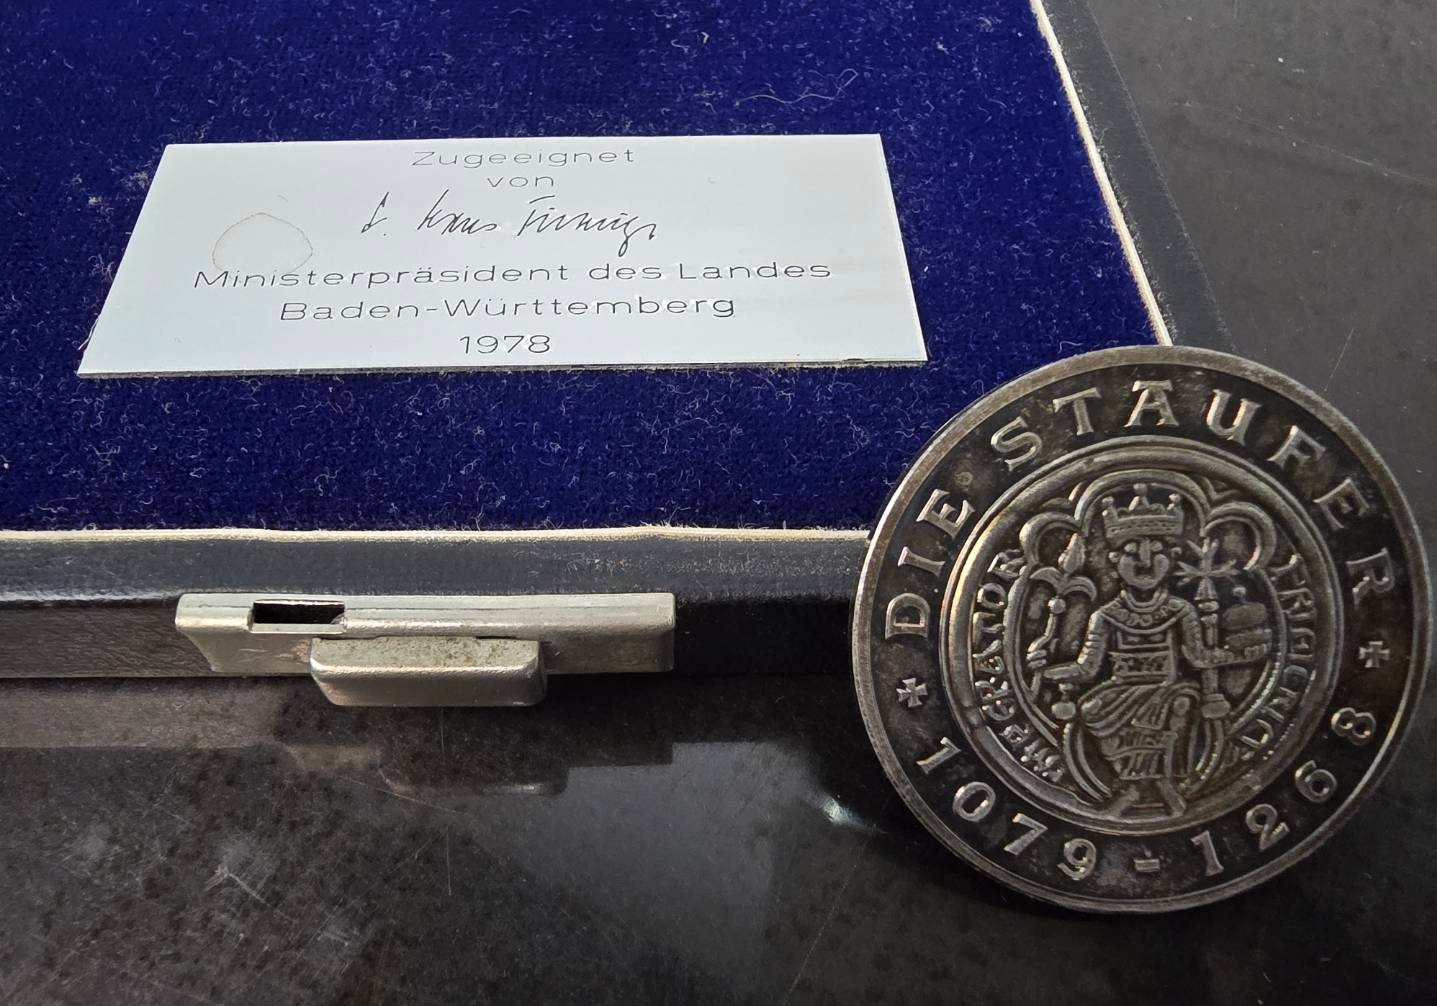 Zugeeignet
von
Ministerpräsident des Landes
Baden-Württemberg
1978
DIE STAUFER
1079 - 1268